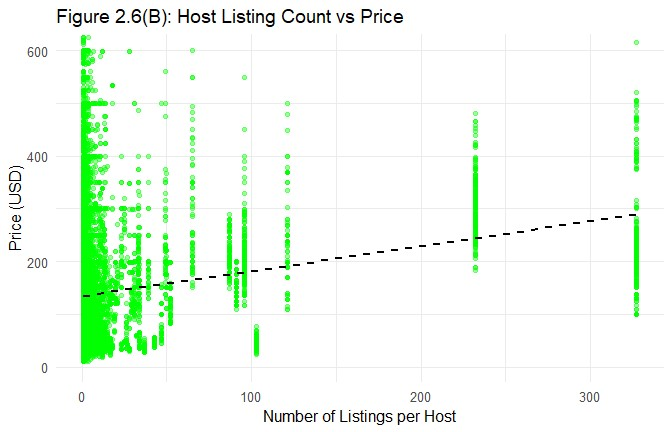 Figure 2.6(B): Host Listing Count vs Price
600
400
200
0
Price (USD)
0 100 200 300
Number of Listings per Host